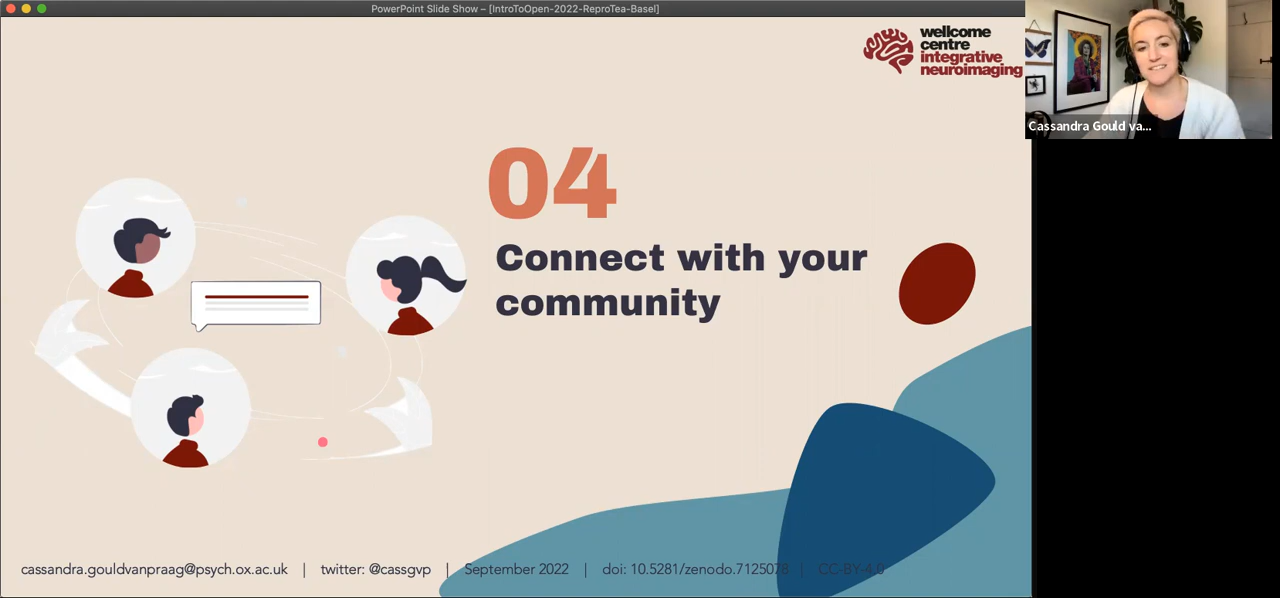 PowerPoint Slide Show – [IntroToOpen-2022-ReproTea-Basel]
wellcome
centre
integrative
neuroimaging
Cassandra Gould va...
04
Connect with your
community
cassandra.gouldvanpraag@psych.ox.ac.uk | twitter: @cassgvp | September 2022 | doi: 10.5281/zenodo.7125078 | CC-BY-4.0